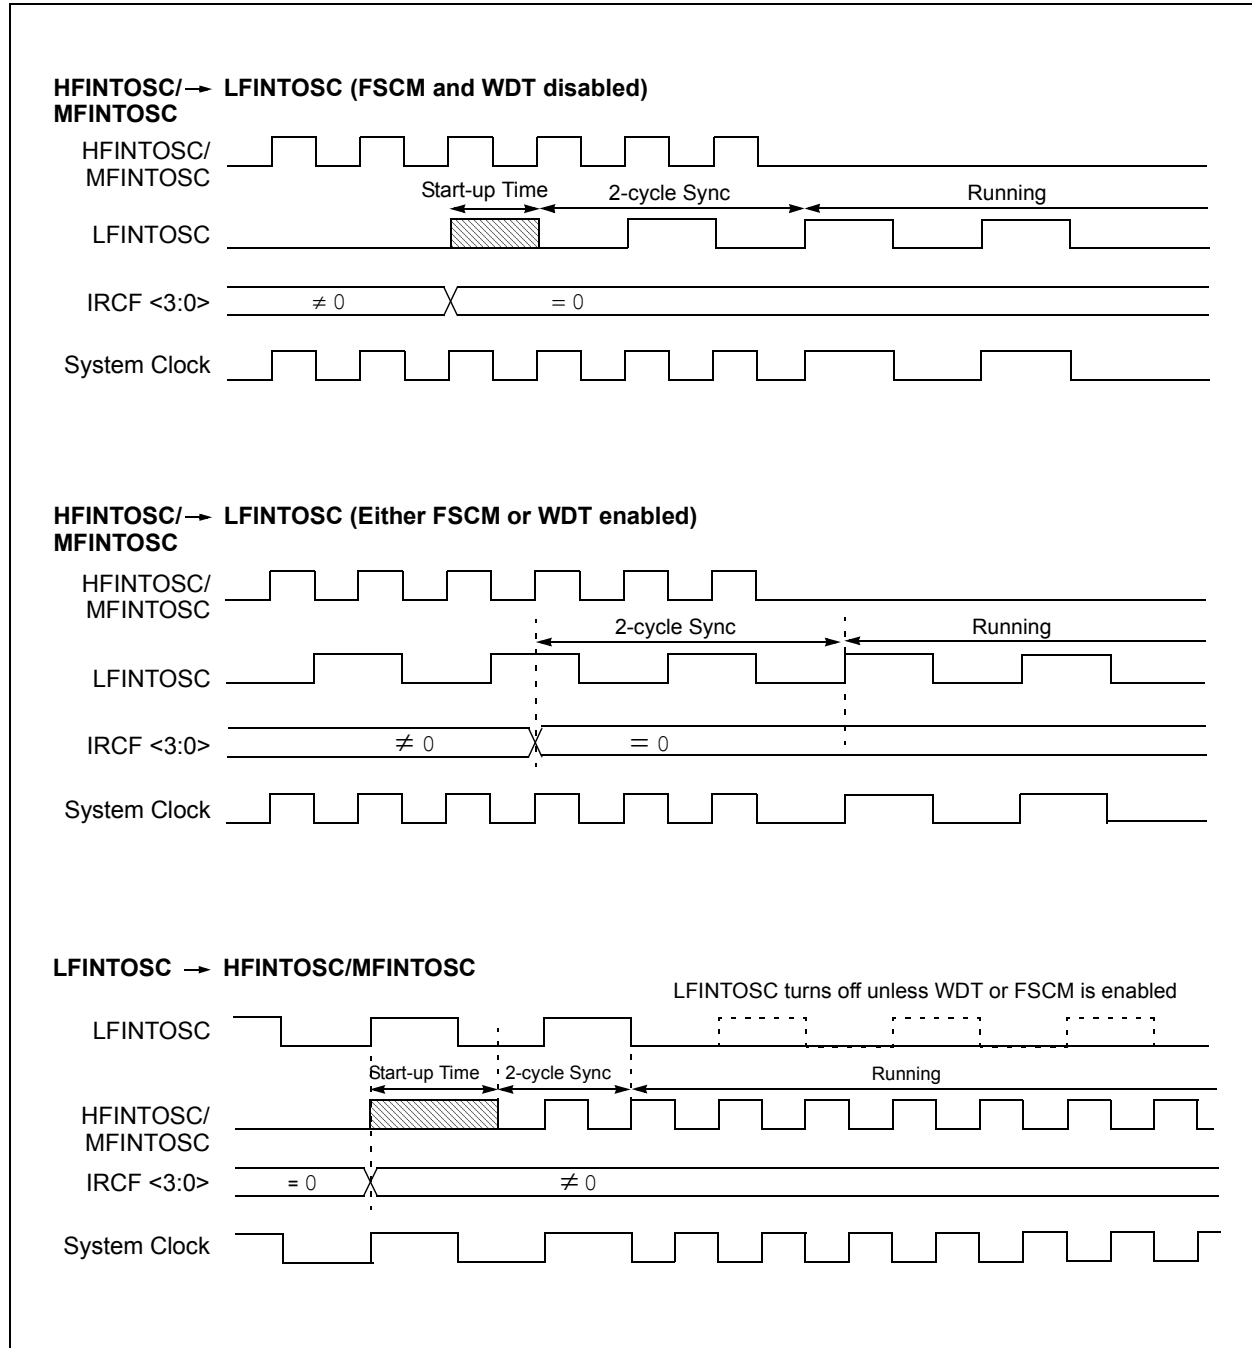 HFINTOSC/→ LFINTOSC (FSCM and WDT disabled)
MFINTOSC
HFINTOSC/
MFINTOSC
Start-up Time 2-cycle Sync Running
LFINTOSC
IRCF <3:0> ≠ 0 = 0
System Clock
HFINTOSC/→ LFINTOSC (Either FSCM or WDT enabled)
MFINTOSC
HFINTOSC/
MFINTOSC
2-cycle Sync Running
LFINTOSC
IRCF <3:0> ≠ 0 = 0
System Clock
LFINTOSC → HFINTOSC/MFINTOSC
LFINTOSC turns off unless WDT or FSCM is enabled
LFINTOSC
Start-up Time 2-cycle Sync Running
HFINTOSC/
MFINTOSC
IRCF <3:0> = 0 ≠ 0
System Clock